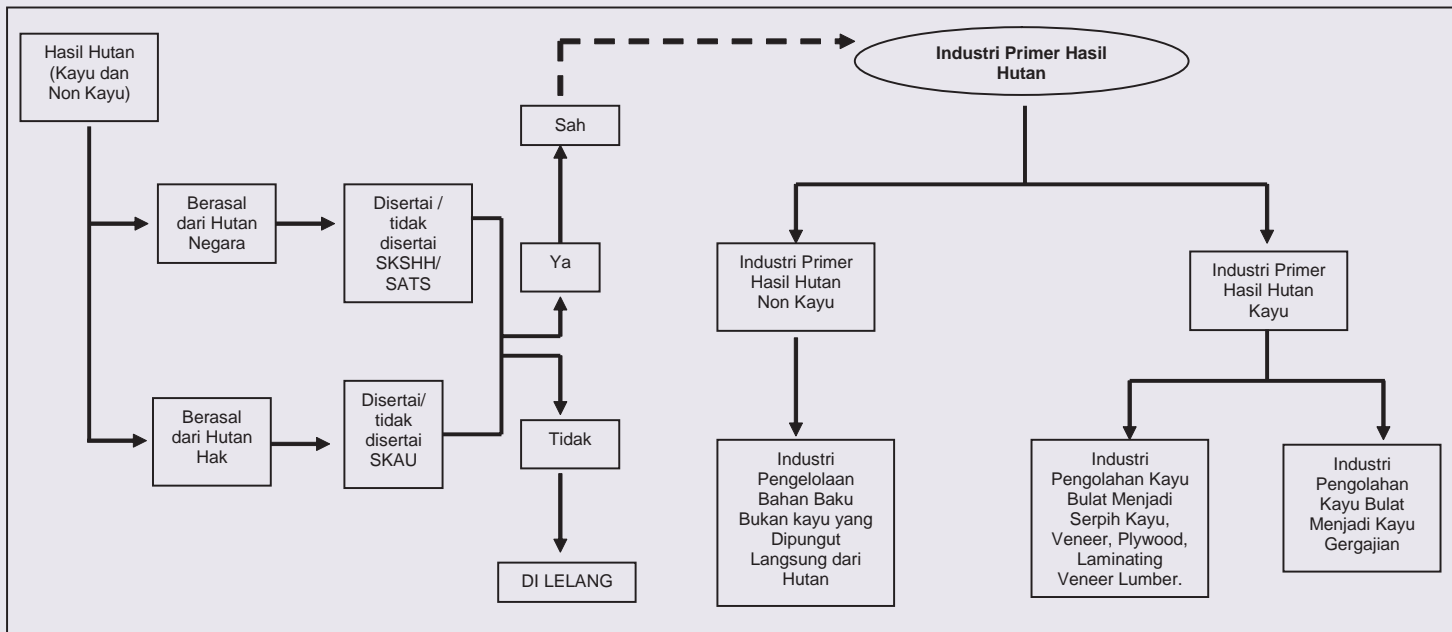 Hasil Hutan
(Kayu dan
Non Kayu)
Berasal
dari Hutan
Negara
Disertai /
tidak
disertai
SKSHH/
SATS
Berasal
dari Hutan
Hak
Disertai/
tidak
disertai
SKAU
Sah
Ya
Tidak
DI LELANG
Industri Primer Hasil
Hutan
Industri Primer
Hasil Hutan
Non Kayu
Industri Primer
Hasil Hutan
Kayu
Industri
Pengelolaan
Bahan Baku
Bukan kayu yang
Dipungut
Langsung dari
Hutan
Industri
Pengolahan Kayu
Bulat Menjadi
Serpih Kayu,
Veneer, Plywood,
Laminating
Veneer Lumber.
Industri
Pengolahan
Kayu Bulat
Menjadi Kayu
Gergajian